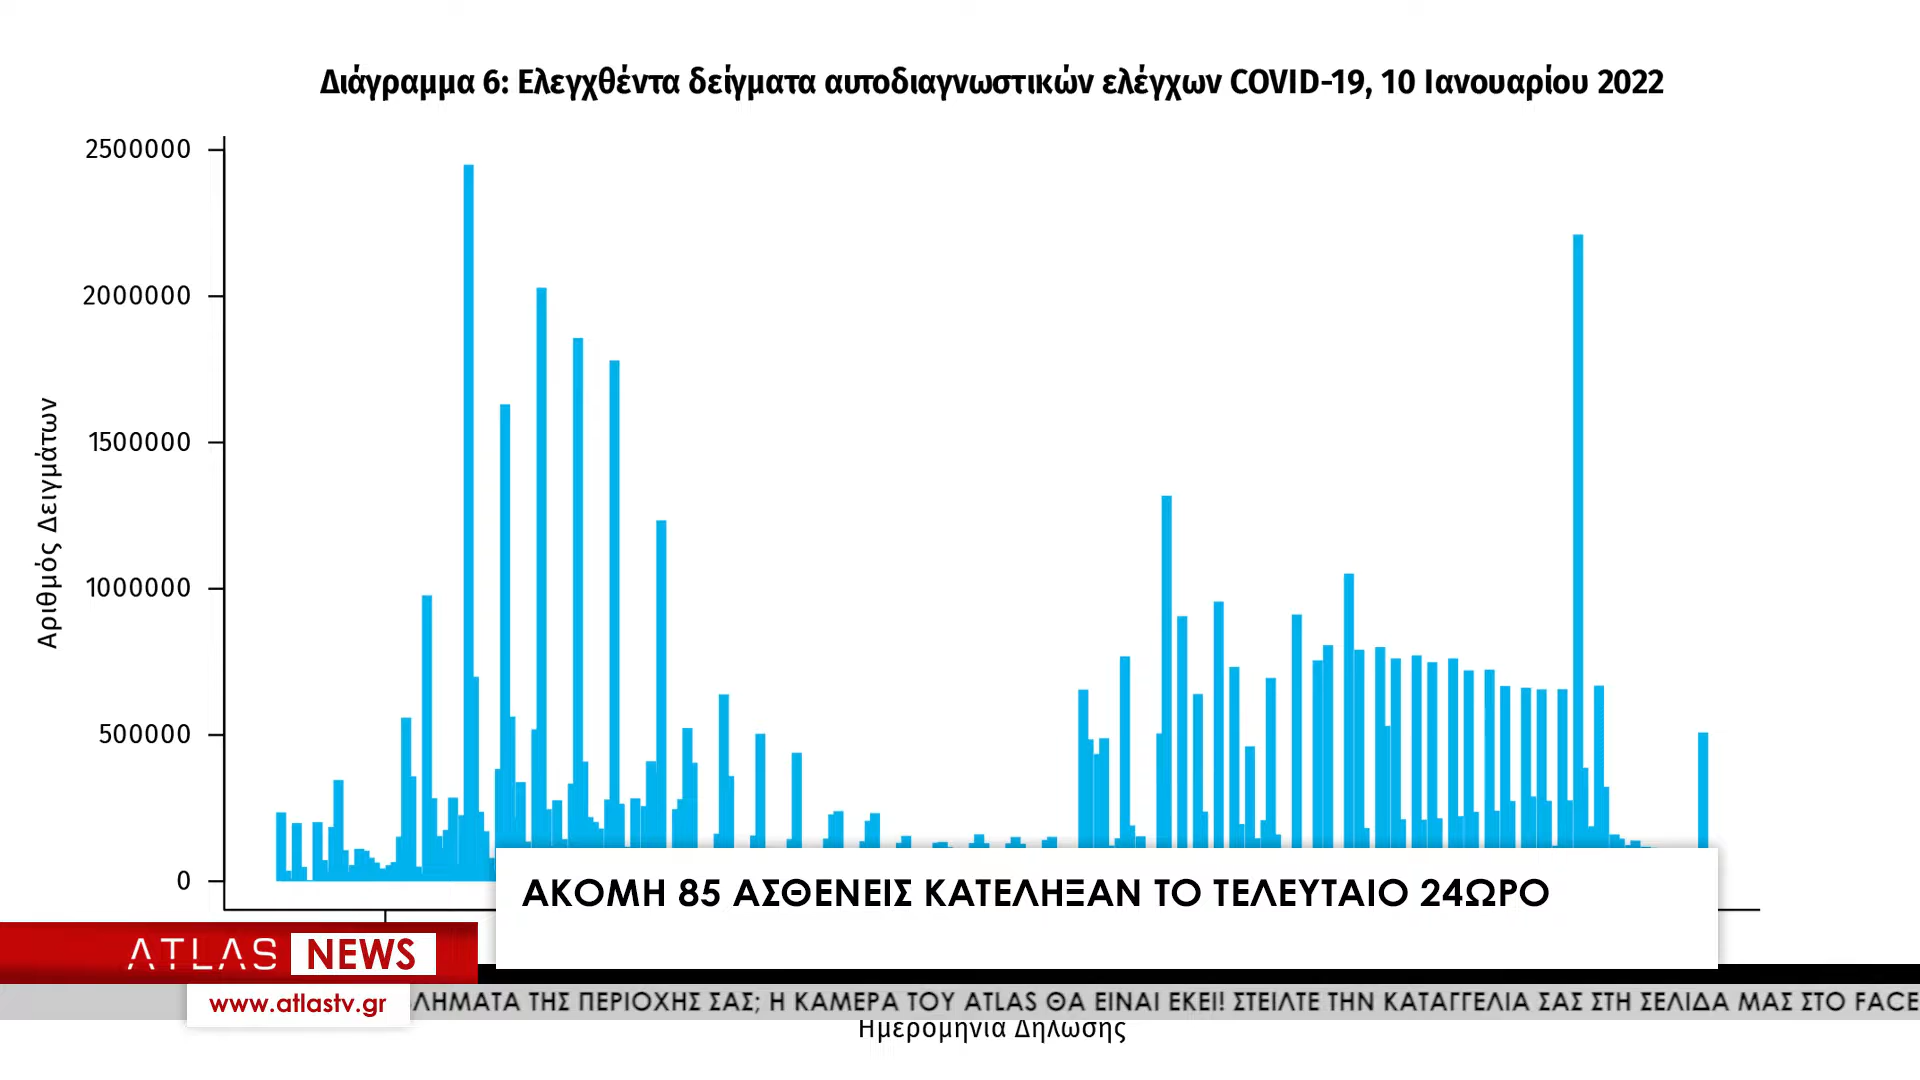 Διάγραμμα 6: Ελεγχθέντα δείγματα αυτοδιαγνωστικών ελέγχων COVID-19, 10 Ιανουαρίου 2022
2500000
2000000
1500000
1000000
500000
0
Αριθμός Δειγμάτων
ΑΚΟΜΗ 85 ΑΣΘΕΝΕΙΣ ΚΑΤΕΛΗΞΑΝ ΤΟ ΤΕΛΕΥΤΑΙΟ 24ΩΡΟ
ATLAS NEWS
www.atlastv.gr
ΛΗΜΑΤΑ ΤΗΣ ΠΕΡΙΟΧΗΣ ΣΑΣ; Η ΚΑΜΕΡΑ ΤΟΥ ATLAS ΘΑ ΕΙΝΑΙ ΕΚΕΙ! ΣΤΕΙΛΤΕ ΤΗΝ ΚΑΤΑΓΓΕΛΙΑ ΣΑΣ ΣΤΗ ΣΕΛΙΔΑ ΜΑΣ ΣΤΟ FACE
Ημερομηνία Δήλωσης